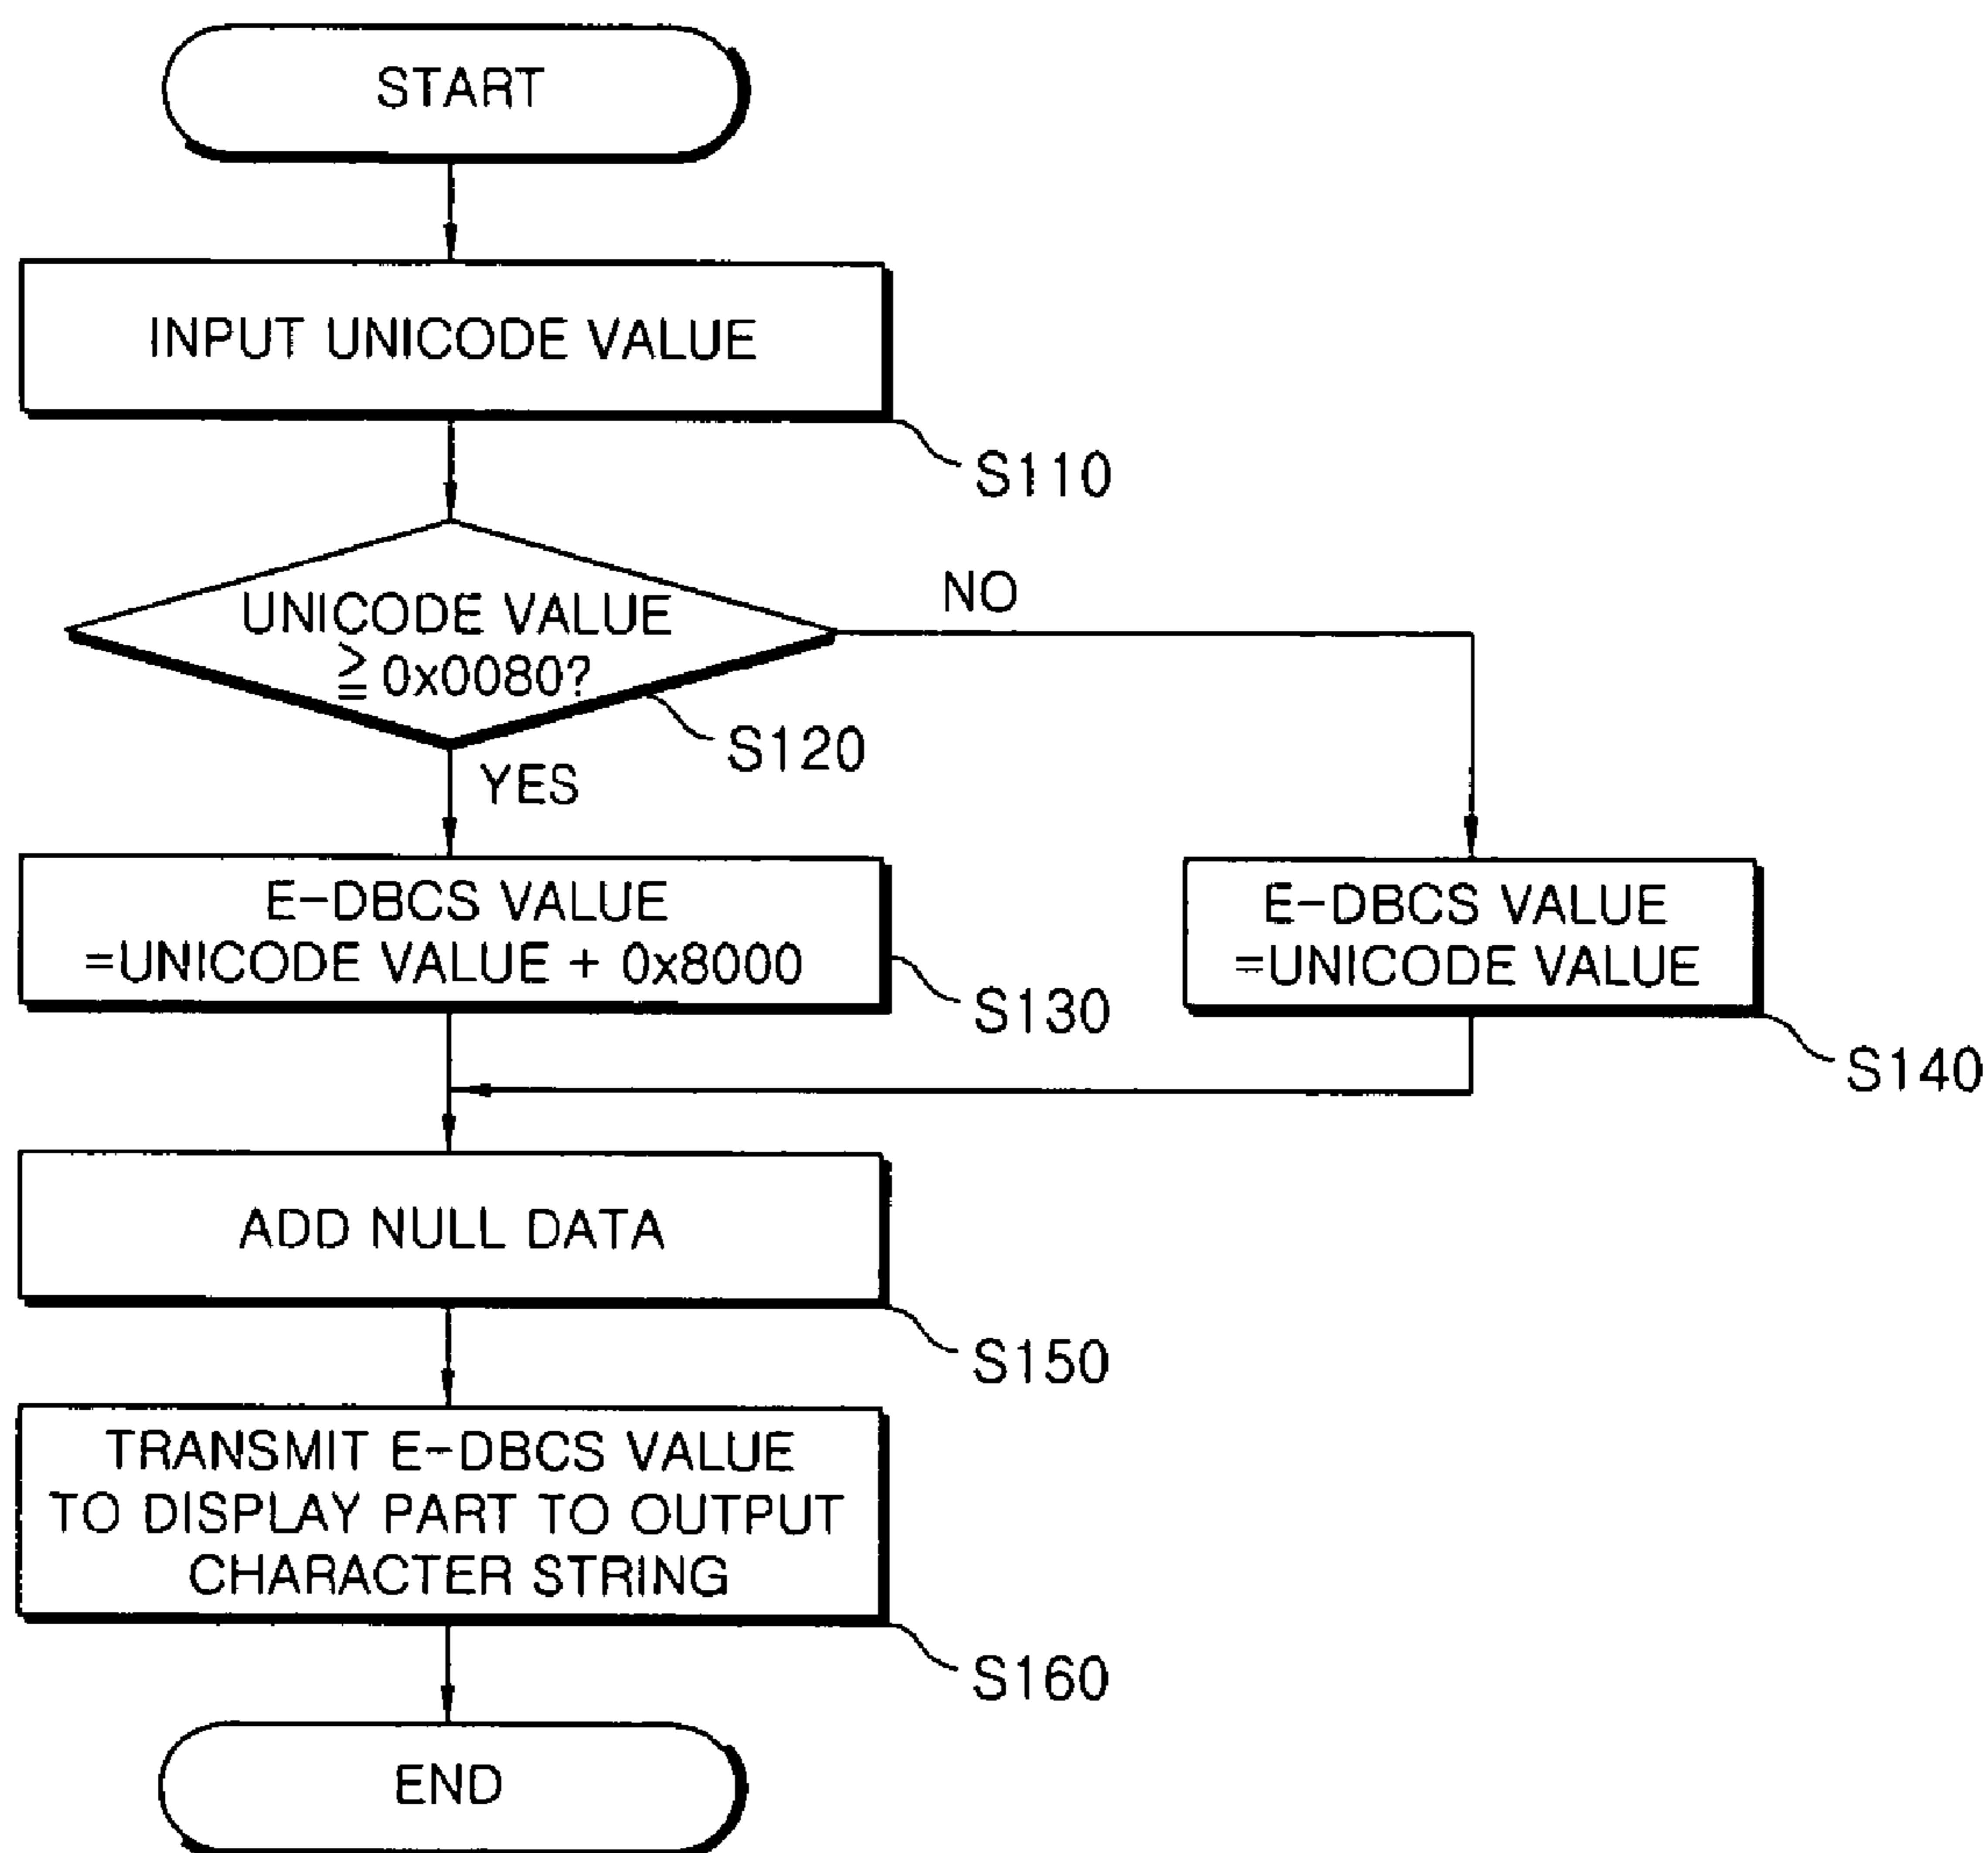 START
INPUT UNICODE VALUE
S110
UNICODE VALUE
≧ 0x0080?
NO
S120
YES
E-DBCS VALUE
=UNICODE VALUE + 0x8000
S130
E-DBCS VALUE
=UNICODE VALUE
S140
ADD NULL DATA
S150
TRANSMIT E-DBCS VALUE
TO DISPLAY PART TO OUTPUT
CHARACTER STRING
S160
END